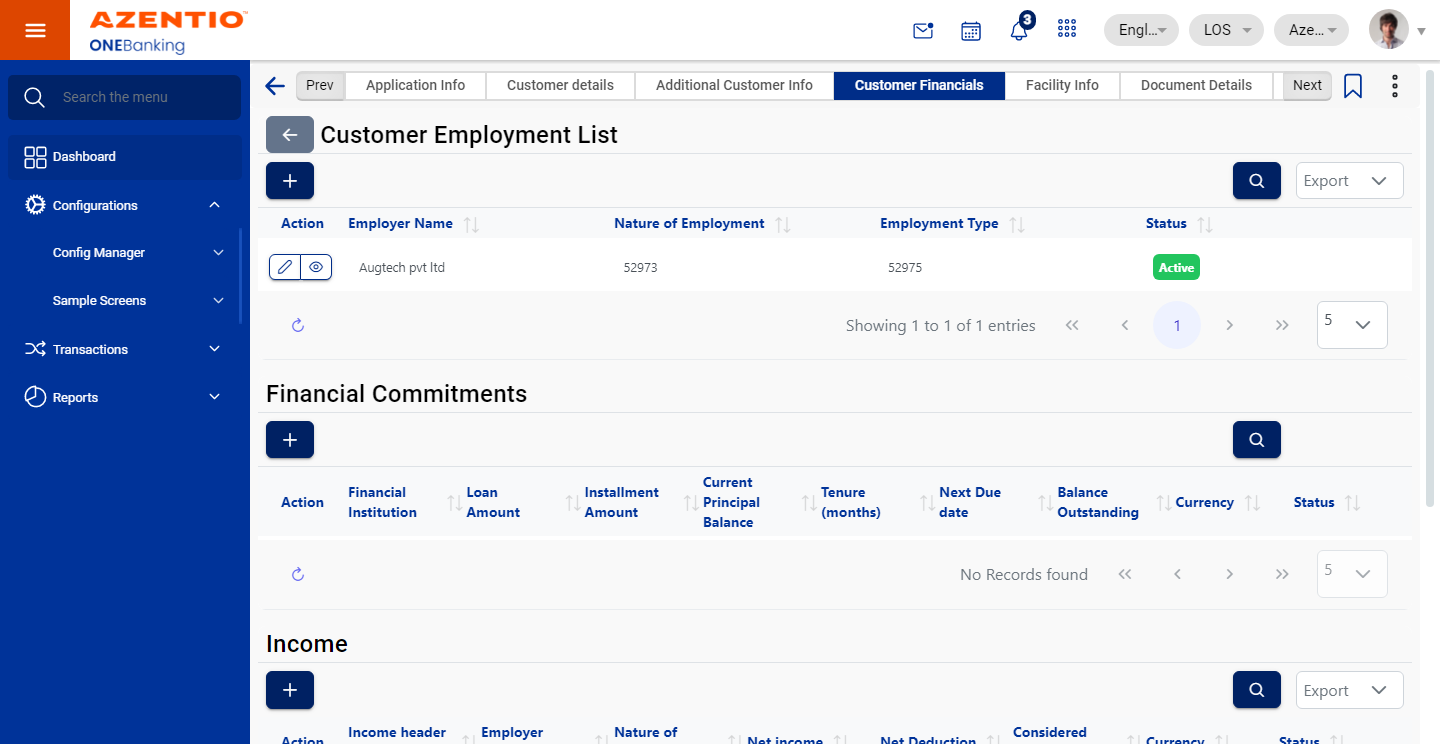 AZENTIO™
ONEBanking
3
Engl...
LOS
Aze...
Search the menu
Dashboard
Configurations
Config Manager
Sample Screens
Transactions
Reports
Prev
Application Info
Customer details
Additional Customer Info
Customer Financials
Facility Info
Document Details
Next
Customer Employment List
Export
Action
Employer Name
Nature of Employment
Employment Type
Status
Augtech pvt ltd
52973
52975
Active
Showing 1 to 1 of 1 entries
1
5
Financial Commitments
Action
Financial
Institution
Loan
Amount
Installment
Amount
Current
Principal
Balance
Tenure
(months)
Next Due
date
Balance
Outstanding
Currency
Status
No Records found
5
Income
Export
Action
Income header
Employer
Nature of
Net income
Net Deduction
Considered
Currency
Status